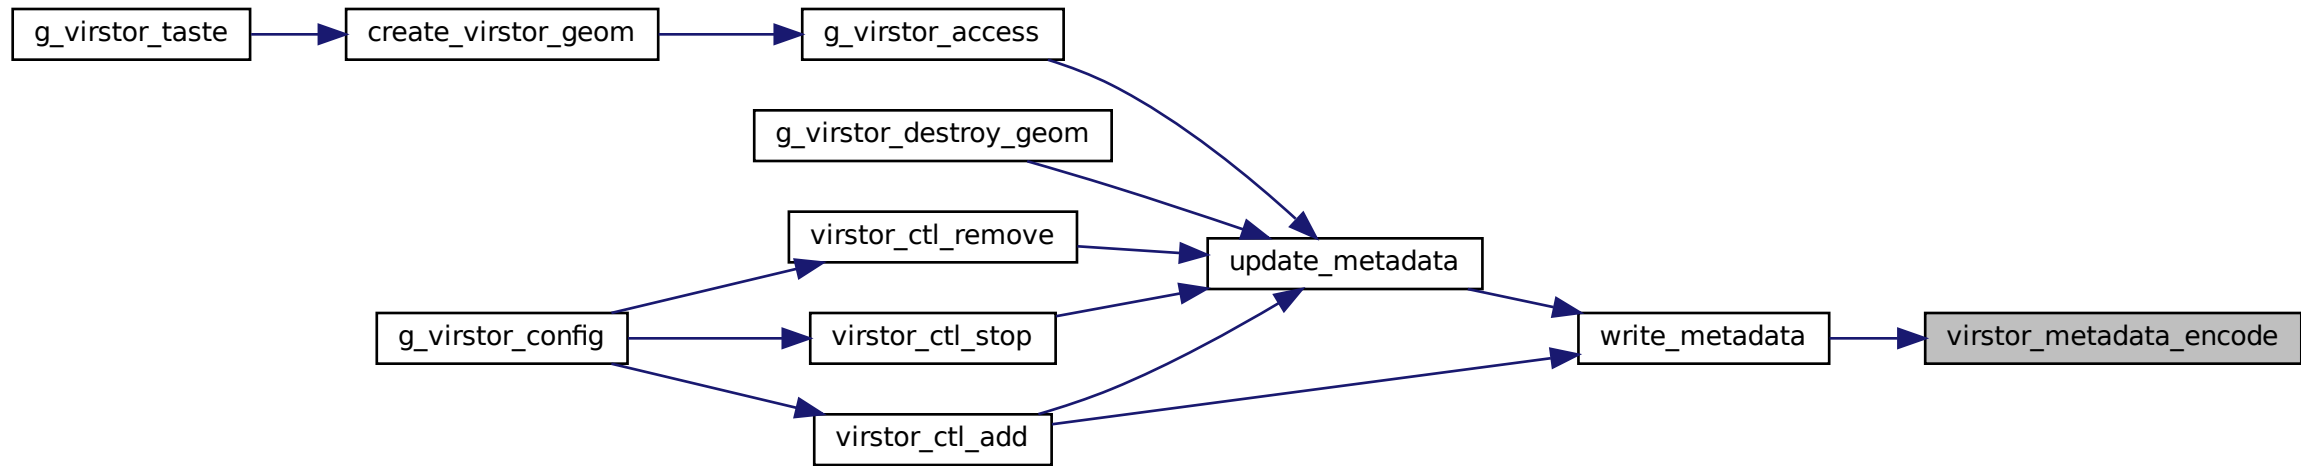 g_virstor_taste
create_virstor_geom
g_virstor_access
g_virstor_destroy_geom
virstor_ctl_remove
update_metadata
g_virstor_config
virstor_ctl_stop
write_metadata
virstor_metadata_encode
virstor_ctl_add